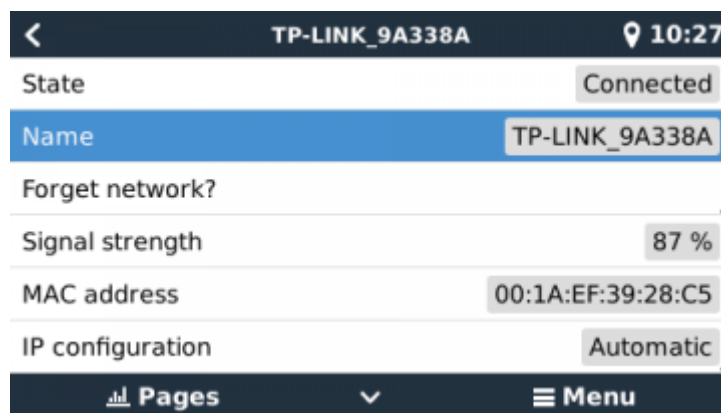 TP-LINK_9A338A 10:27
State Connected
Name TP-LINK_9A338A
Forget network?
Signal strength 87 %
MAC address 00:1A:EF:39:28:C5
IP configuration Automatic
Pages Menu